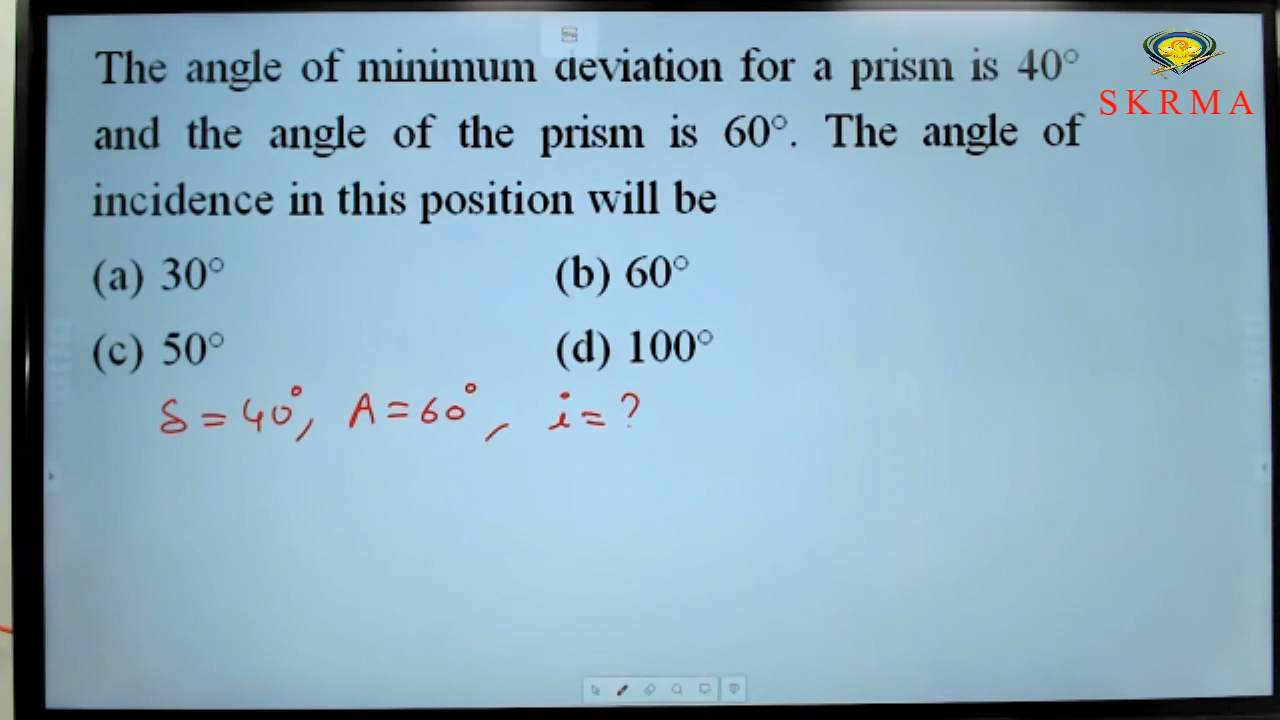 The angle of minimum deviation for a prism is 40°
SKRMA
and the angle of the prism is 60°. The angle of
incidence in this position will be
(a) 30° (b) 60°
(c) 50° (d) 100°
δ = 40°, A = 60°, i = ?